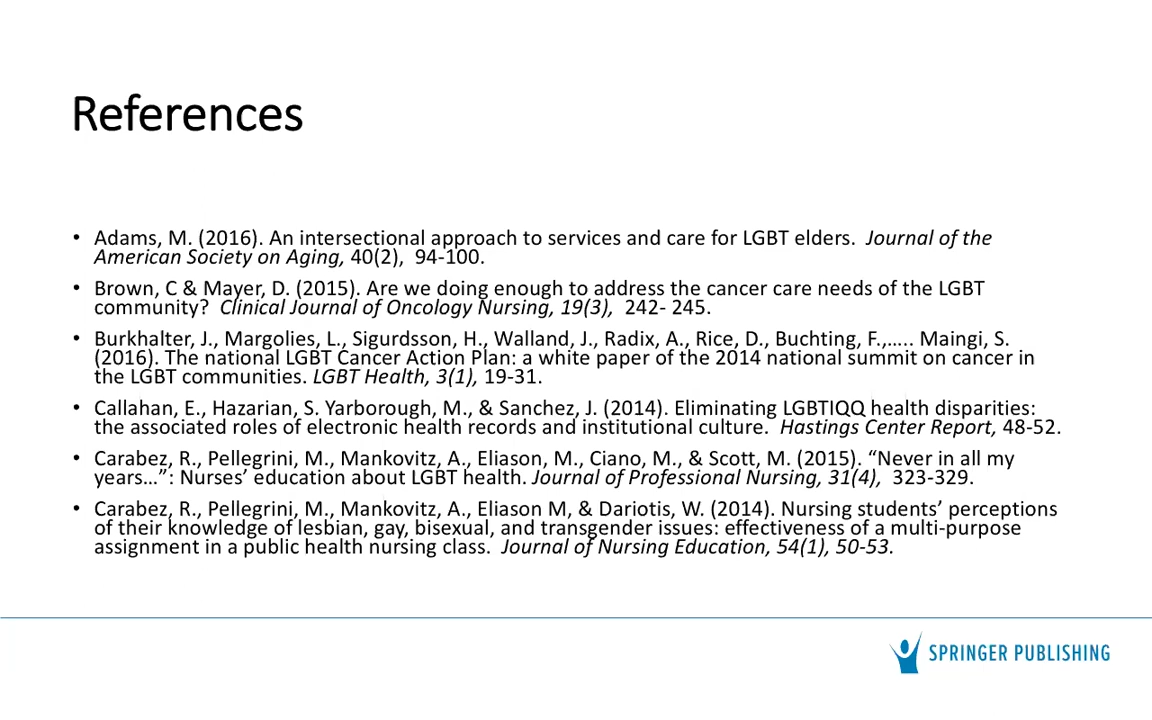 References
• Adams, M. (2016). An intersectional approach to services and care for LGBT elders.  Journal of the
American Society on Aging, 40(2),  94-100.
• Brown, C & Mayer, D. (2015). Are we doing enough to address the cancer care needs of the LGBT
community?  Clinical Journal of Oncology Nursing, 19(3),  242- 245.
• Burkhalter, J., Margolies, L., Sigurdsson, H., Walland, J., Radix, A., Rice, D., Buchting, F.,….. Maingi, S.
(2016). The national LGBT Cancer Action Plan: a white paper of the 2014 national summit on cancer in
the LGBT communities. LGBT Health, 3(1), 19-31.
• Callahan, E., Hazarian, S. Yarborough, M., & Sanchez, J. (2014). Eliminating LGBTIQQ health disparities:
the associated roles of electronic health records and institutional culture.  Hastings Center Report, 48-52.
• Carabez, R., Pellegrini, M., Mankovitz, A., Eliason, M., Ciano, M., & Scott, M. (2015). “Never in all my
years…”: Nurses’ education about LGBT health. Journal of Professional Nursing, 31(4),  323-329.
• Carabez, R., Pellegrini, M., Mankovitz, A., Eliason M, & Dariotis, W. (2014). Nursing students’ perceptions
of their knowledge of lesbian, gay, bisexual, and transgender issues: effectiveness of a multi-purpose
assignment in a public health nursing class.  Journal of Nursing Education, 54(1), 50-53.
SPRINGER PUBLISHING